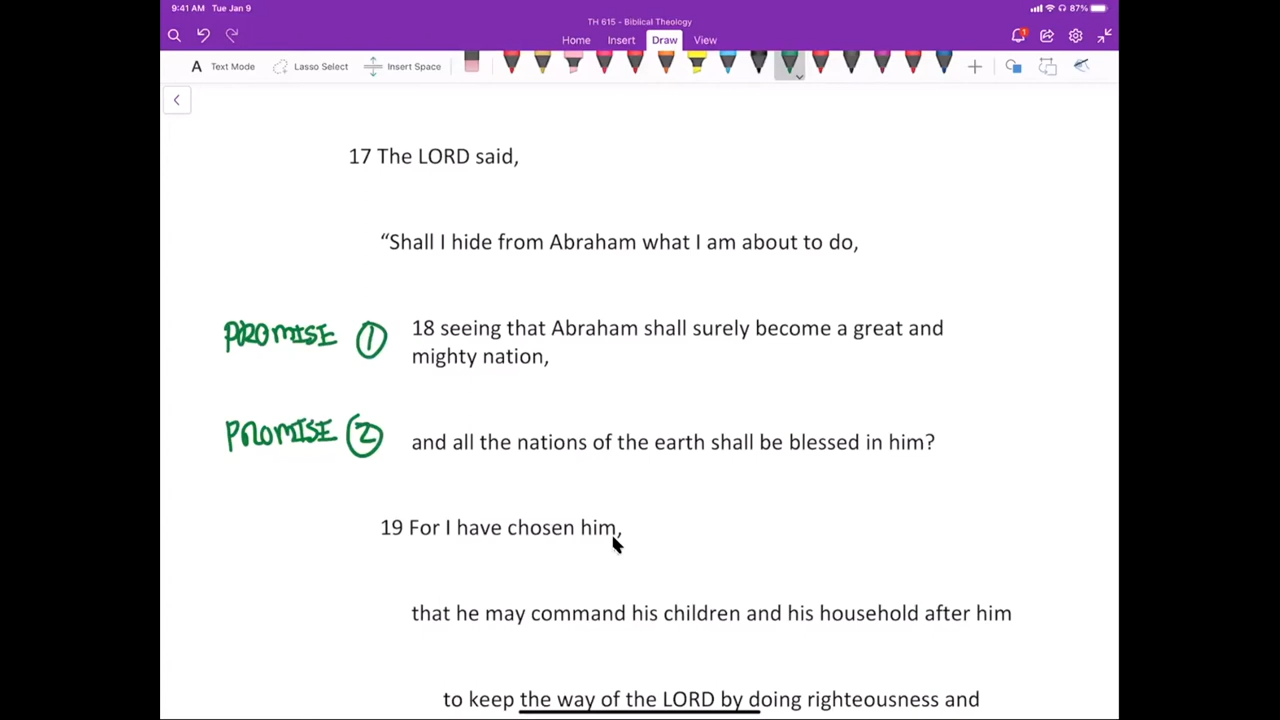 9:41 AM Tue Jan 9
87%
TH 615 - Biblical Theology
Home Insert Draw View
1
A Text Mode Lasso Select Insert Space
17 The LORD said,
“Shall I hide from Abraham what I am about to do,
PROMISE 1 18 seeing that Abraham shall surely become a great and
mighty nation,
PROMISE 2 and all the nations of the earth shall be blessed in him?
19 For I have chosen him,
that he may command his children and his household after him
to keep the way of the LORD by doing righteousness and